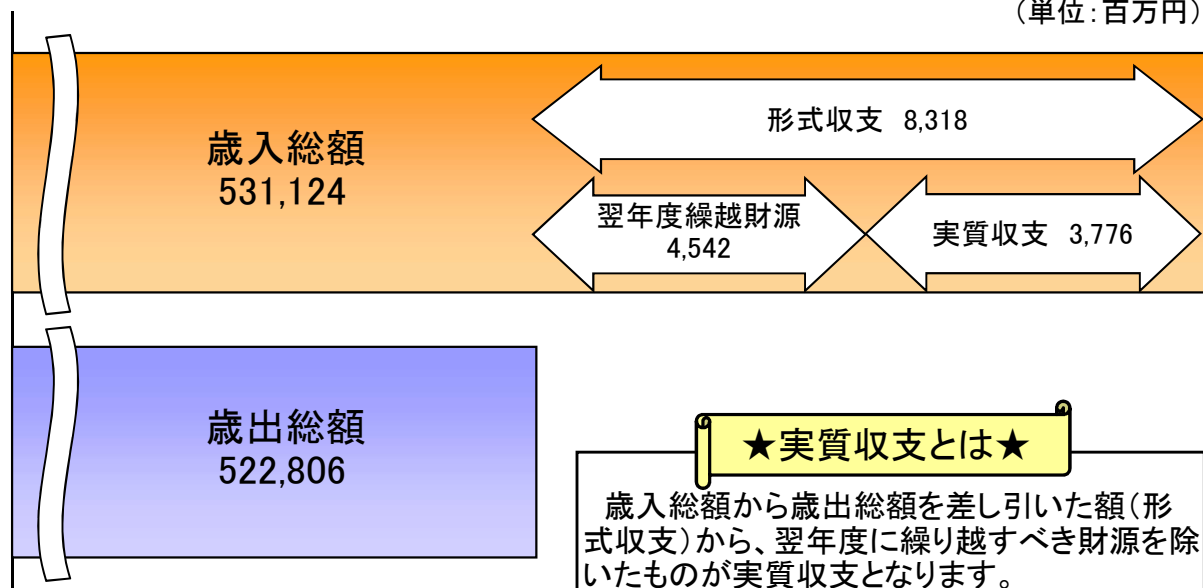 (単位:百万円)
歳入総額
531,124
形式収支 8,318
翌年度繰越財源
4,542
実質収支 3,776
歳出総額
522,806
★実質収支とは★
歳入総額から歳出総額を差し引いた額(形
式収支)から、翌年度に繰り越すべき財源を除
いたものが実質収支となります。